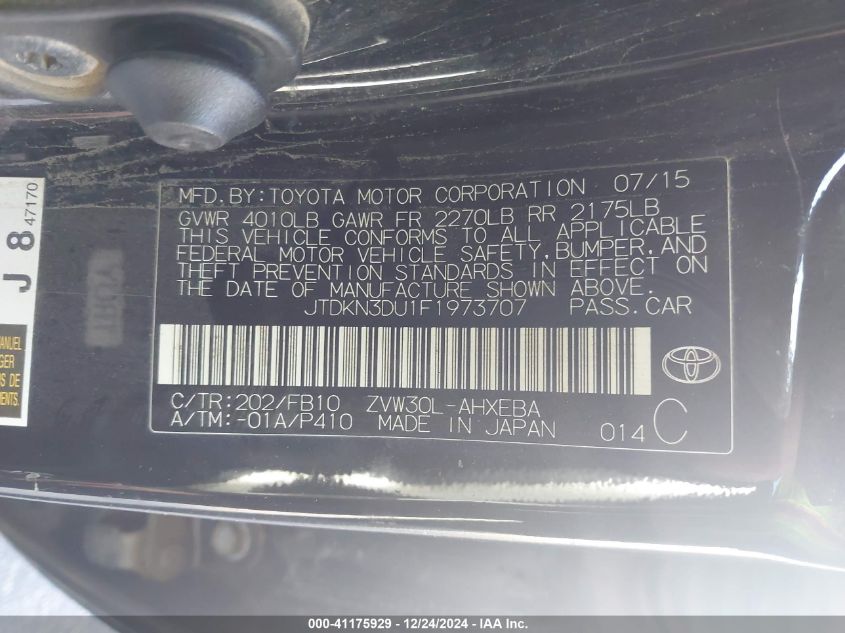 MFD.BY:TOYOTA MOTOR CORPORATION 07/15
GVWR 4010LB GAWR FR 2270LB RR 2175LB
THIS VEHICLE CONFORMS TO ALL APPLICABLE
FEDERAL MOTOR VEHICLE SAFETY, BUMPER, AND
THEFT PREVENTION STANDARDS IN EFFECT ON
THE DATE OF MANUFACTURE SHOWN ABOVE.
JTDKN3DU1F1973707 PASS.CAR
C/TR:202/FB10 ZVW30L-AHXEBA
A/TM:-01A/P410 MADE IN JAPAN 014 C
J 8 47170
MANUEL
DE
000-41175929 - 12/24/2024 - IAA Inc.